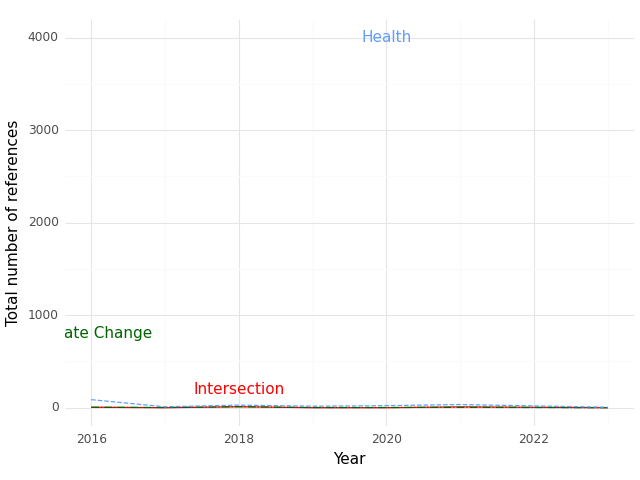 Health
4000
3000
2000
1000
0
ate Change
Intersection
2016
2018
2020
2022
Year
Total number of references